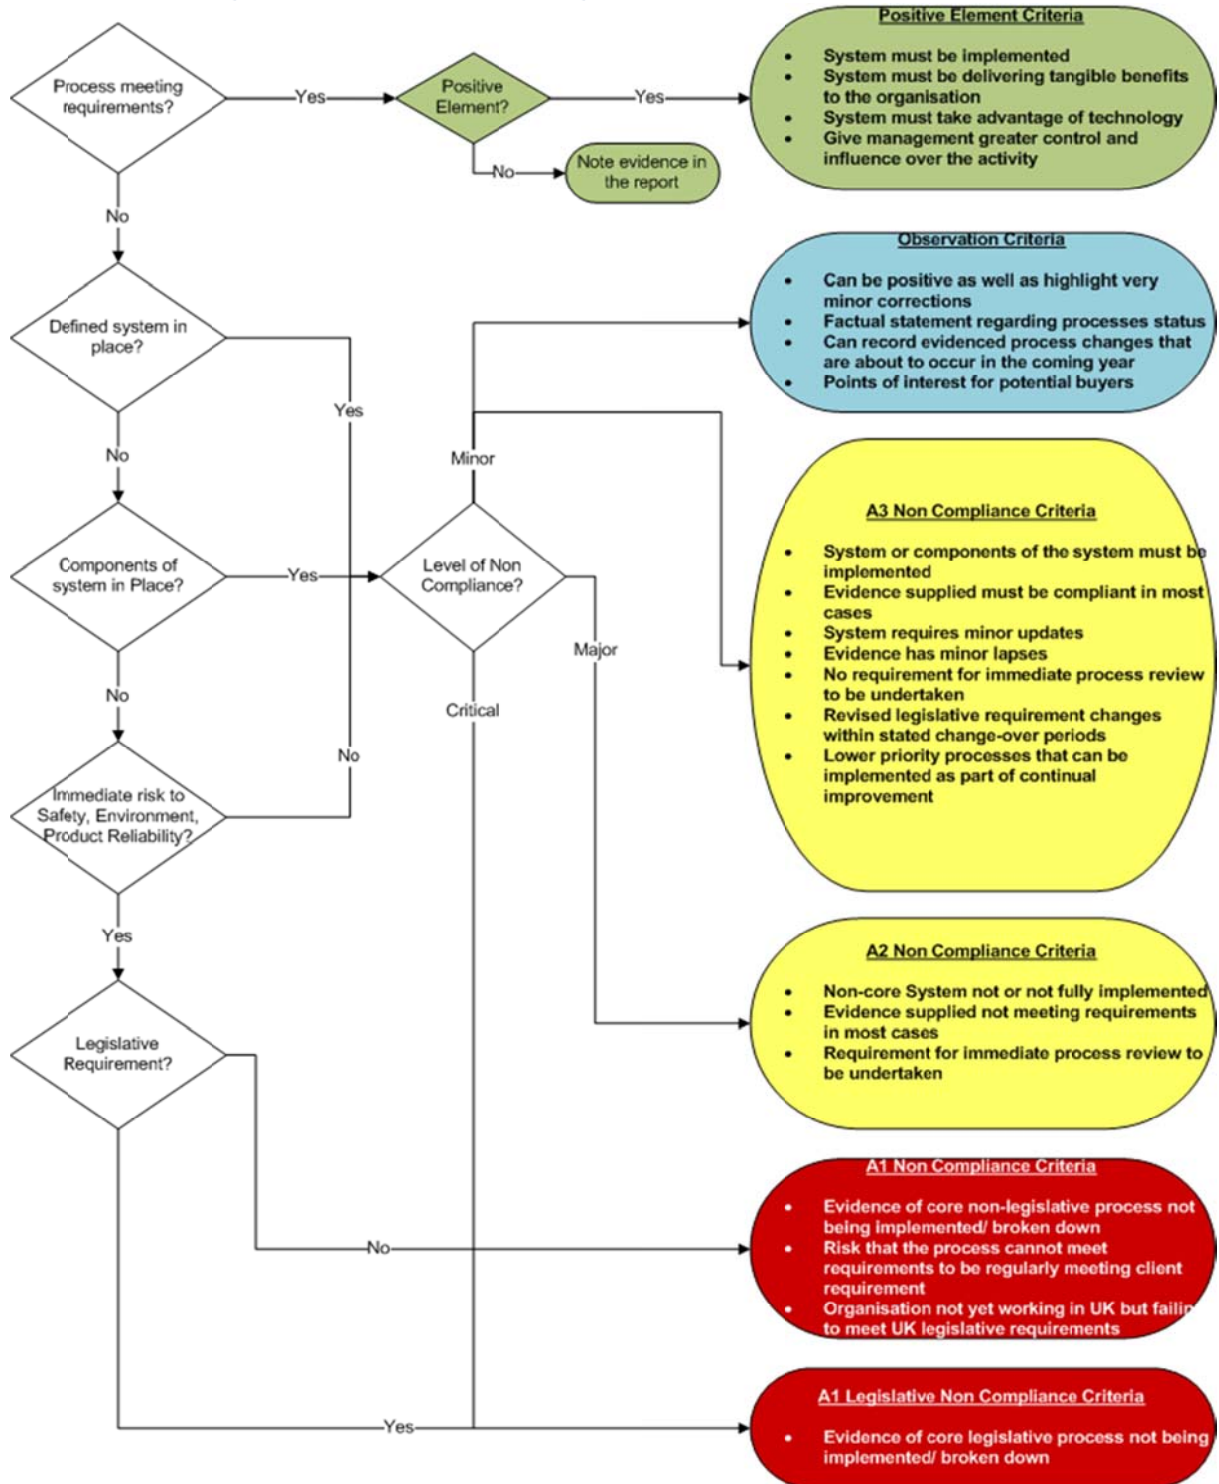 Process meeting
requirements?
Yes
Positive
Element?
Yes
No
Note evidence in
the report
Positive Element Criteria
• System must be implemented
• System must be delivering tangible benefits
to the organisation
• System must take advantage of technology
• Give management greater control and
influence over the activity
No
Defined system in
place?
Yes
No
Components of
system in Place?
Yes
No
Immediate risk to
Safety, Environment,
Product Reliability?
No
Yes
Legislative
Requirement?
No
Yes
Level of Non
Compliance?
Minor
Major
Critical
Observation Criteria
• Can be positive as well as highlight very
minor corrections
• Factual statement regarding processes status
• Can record evidenced process changes that
are about to occur in the coming year
• Points of interest for potential buyers
A3 Non Compliance Criteria
• System or components of the system must be
implemented
• Evidence supplied must be compliant in most
cases
• System requires minor updates
• Evidence has minor lapses
• No requirement for immediate process review
to be undertaken
• Revised legislative requirement changes
within stated change-over periods
• Lower priority processes that can be
implemented as part of continual
improvement
A2 Non Compliance Criteria
• Non-core System not or not fully implemented
• Evidence supplied not meeting requirements
in most cases
• Requirement for immediate process review to
be undertaken
A1 Non Compliance Criteria
• Evidence of core non-legislative process not
being implemented/ broken down
• Risk that the process cannot meet
requirements to be regularly meeting client
requirement
• Organisation not yet working in UK but failing
to meet UK legislative requirements
A1 Legislative Non Compliance Criteria
• Evidence of core legislative process not being
implemented/ broken down